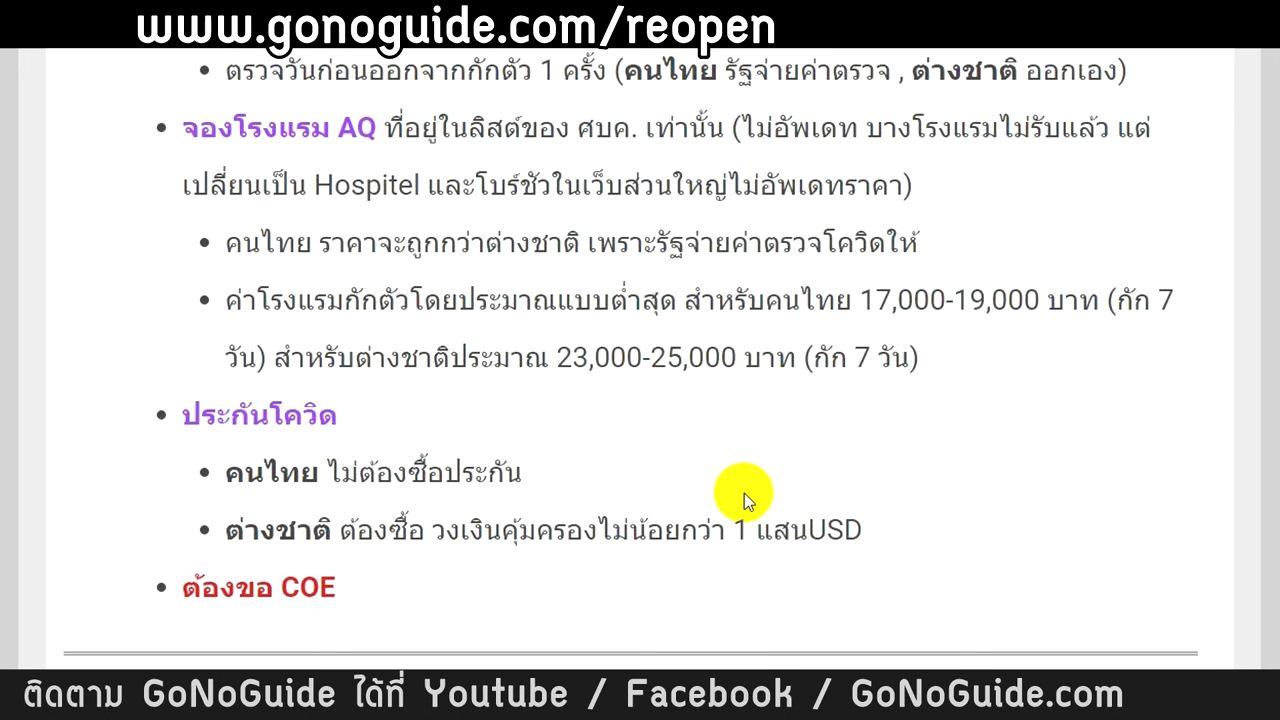 www.gonoguide.com/reopen
ตรวจวันก่อนออกจากกักตัว 1 ครั้ง (คนไทย รัฐจ่ายค่าตรวจ , ต่างชาติ ออกเอง)
จองโรงแรม AQ ที่อยู่ในลิสต์ของ ศบค. เท่านั้น (ไม่อัพเดท บางโรงแรมไม่รับแล้ว แต่
เปลี่ยนเป็น Hospitel และโบร์ชัวในเว็บส่วนใหญ่ไม่อัพเดทราคา)
คนไทย ราคาจะถูกกว่าต่างชาติ เพราะรัฐจ่ายค่าตรวจโควิดให้
ค่าโรงแรมกักตัวโดยประมาณแบบต่ำสุด สำหรับคนไทย 17,000-19,000 บาท (กัก 7
วัน) สำหรับต่างชาติประมาณ 23,000-25,000 บาท (กัก 7 วัน)
ประกันโควิด
คนไทย ไม่ต้องซื้อประกัน
ต่างชาติ ต้องซื้อ วงเงินคุ้มครองไม่น้อยกว่า 1 แสนUSD
ต้องขอ COE
ติดตาม GoNoGuide ได้ที่ Youtube / Facebook / GoNoGuide.com